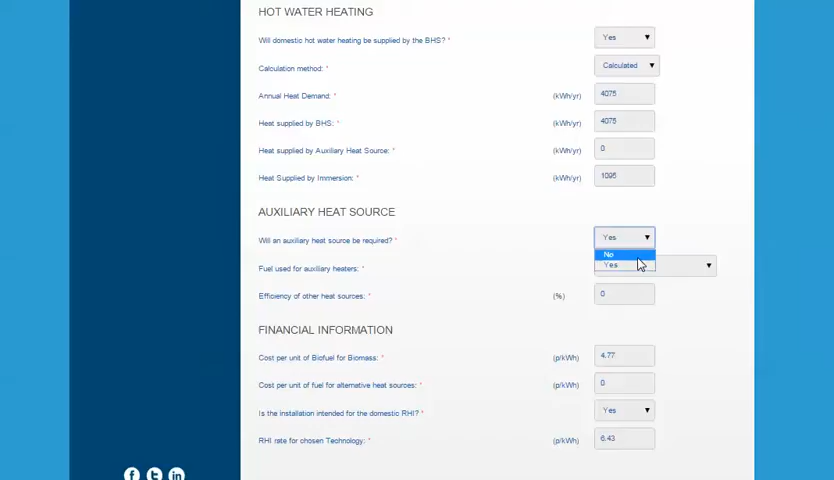 HOT WATER HEATING
Will domestic hot water heating be supplied by the BHS? * Yes
Calculation method: * Calculated
Annual Heat Demand: * (kWh/yr) 4075
Heat supplied by BHS: * (kWh/yr) 4075
Heat supplied by Auxiliary Heat Source: * (kWh/yr) 0
Heat Supplied by Immersion: * (kWh/yr) 1095
AUXILIARY HEAT SOURCE
Will an auxiliary heat source be required? * Yes
No
Yes
Fuel used for auxiliary heaters: *
Efficiency of other heat sources: * (%) 0
FINANCIAL INFORMATION
Cost per unit of Biofuel for Biomass: * (p/kWh) 4.77
Cost per unit of fuel for alternative heat sources: * (p/kWh) 0
Is the installation intended for the domestic RHI? * Yes
RHI rate for chosen Technology: * (p/kWh) 6.43